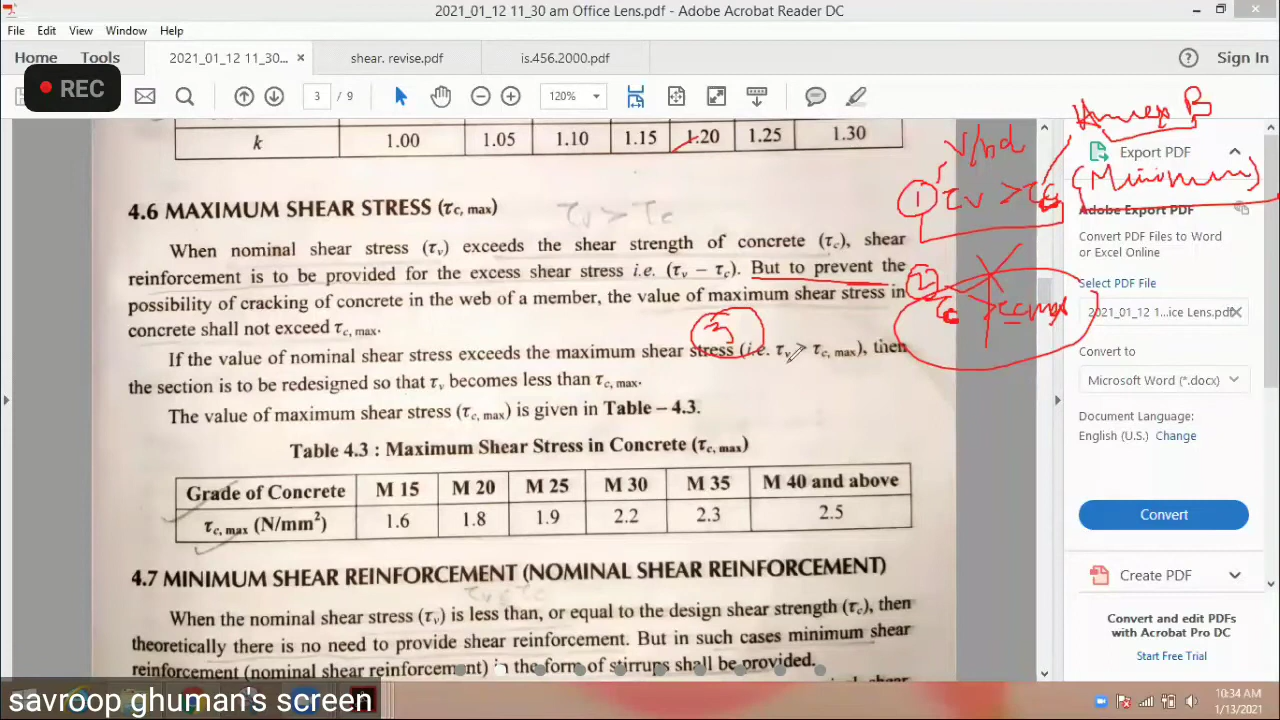 2021_01_12 11_30 am Office Lens.pdf - Adobe Acrobat Reader DC
File Edit View Window Help
Home Tools 2021_01_12 11_30... × shear. revise.pdf is.456.2000.pdf Sign In
REC
3 / 9 120%
Annex B
k 1.00 1.05 1.10 1.15 1.20 1.25 1.30
V/bd
Export PDF
(Minimum)
① τv > τc
Adobe Export PDF
4.6 MAXIMUM SHEAR STRESS (τc, max)
τv > τc
Convert PDF Files to Word
or Excel Online
When nominal shear stress (τv) exceeds the shear strength of concrete (τc), shear
reinforcement is to be provided for the excess shear stress i.e. (τv – τc). But to prevent the
possibility of cracking of concrete in the web of a member, the value of maximum shear stress in
concrete shall not exceed τc, max.
② τc > τcmax
③
If the value of nominal shear stress exceeds the maximum shear stress (i.e. τv > τc, max), then
the section is to be redesigned so that τv becomes less than τc, max.
The value of maximum shear stress (τc, max) is given in Table – 4.3.
Table 4.3 : Maximum Shear Stress in Concrete (τc, max)
Grade of Concrete M 15 M 20 M 25 M 30 M 35 M 40 and above
τc, max (N/mm²) 1.6 1.8 1.9 2.2 2.3 2.5
4.7 MINIMUM SHEAR REINFORCEMENT (NOMINAL SHEAR REINFORCEMENT)
When the nominal shear stress (τv) is less than, or equal to the design shear strength (τc), then
theoretically there is no need to provide shear reinforcement. But in such cases minimum shear
reinforcement (nominal shear reinforcement) in the form of stirrups shall be provided.
Select PDF File
2021_01_12 1...ice Lens.pdf
Convert to
Microsoft Word (*.docx)
Document Language:
English (U.S.) Change
Convert
Create PDF
Convert and edit PDFs
with Acrobat Pro DC
Start Free Trial
savroop ghuman's screen
10:34 AM
1/13/2021